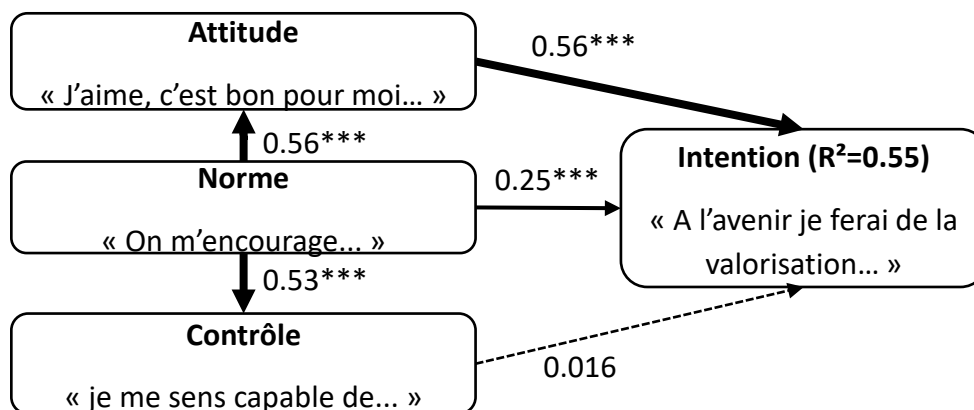 Attitude
« J’aime, c’est bon pour moi… »
0.56***
0.56***
Norme
« On m’encourage... »
0.25***
Intention (R²=0.55)
« A l’avenir je ferai de la
valorisation… »
0.53***
Contrôle
« je me sens capable de... »
0.016